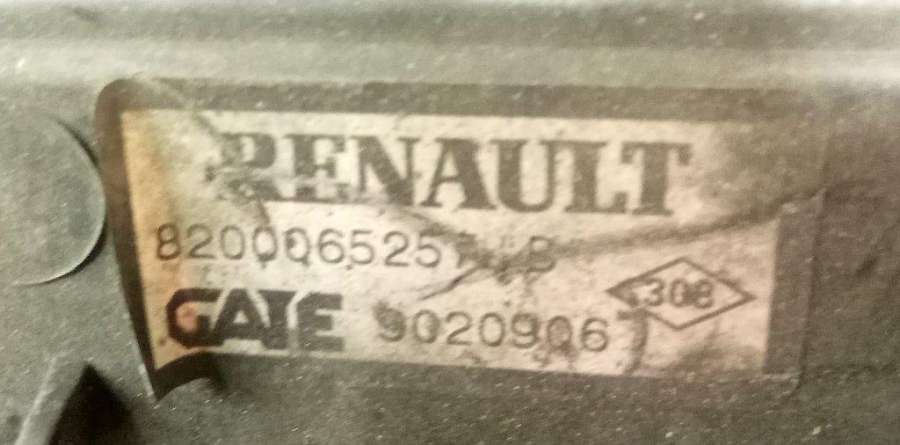 RENAULT
8200065257 B
308
GATE 9020906